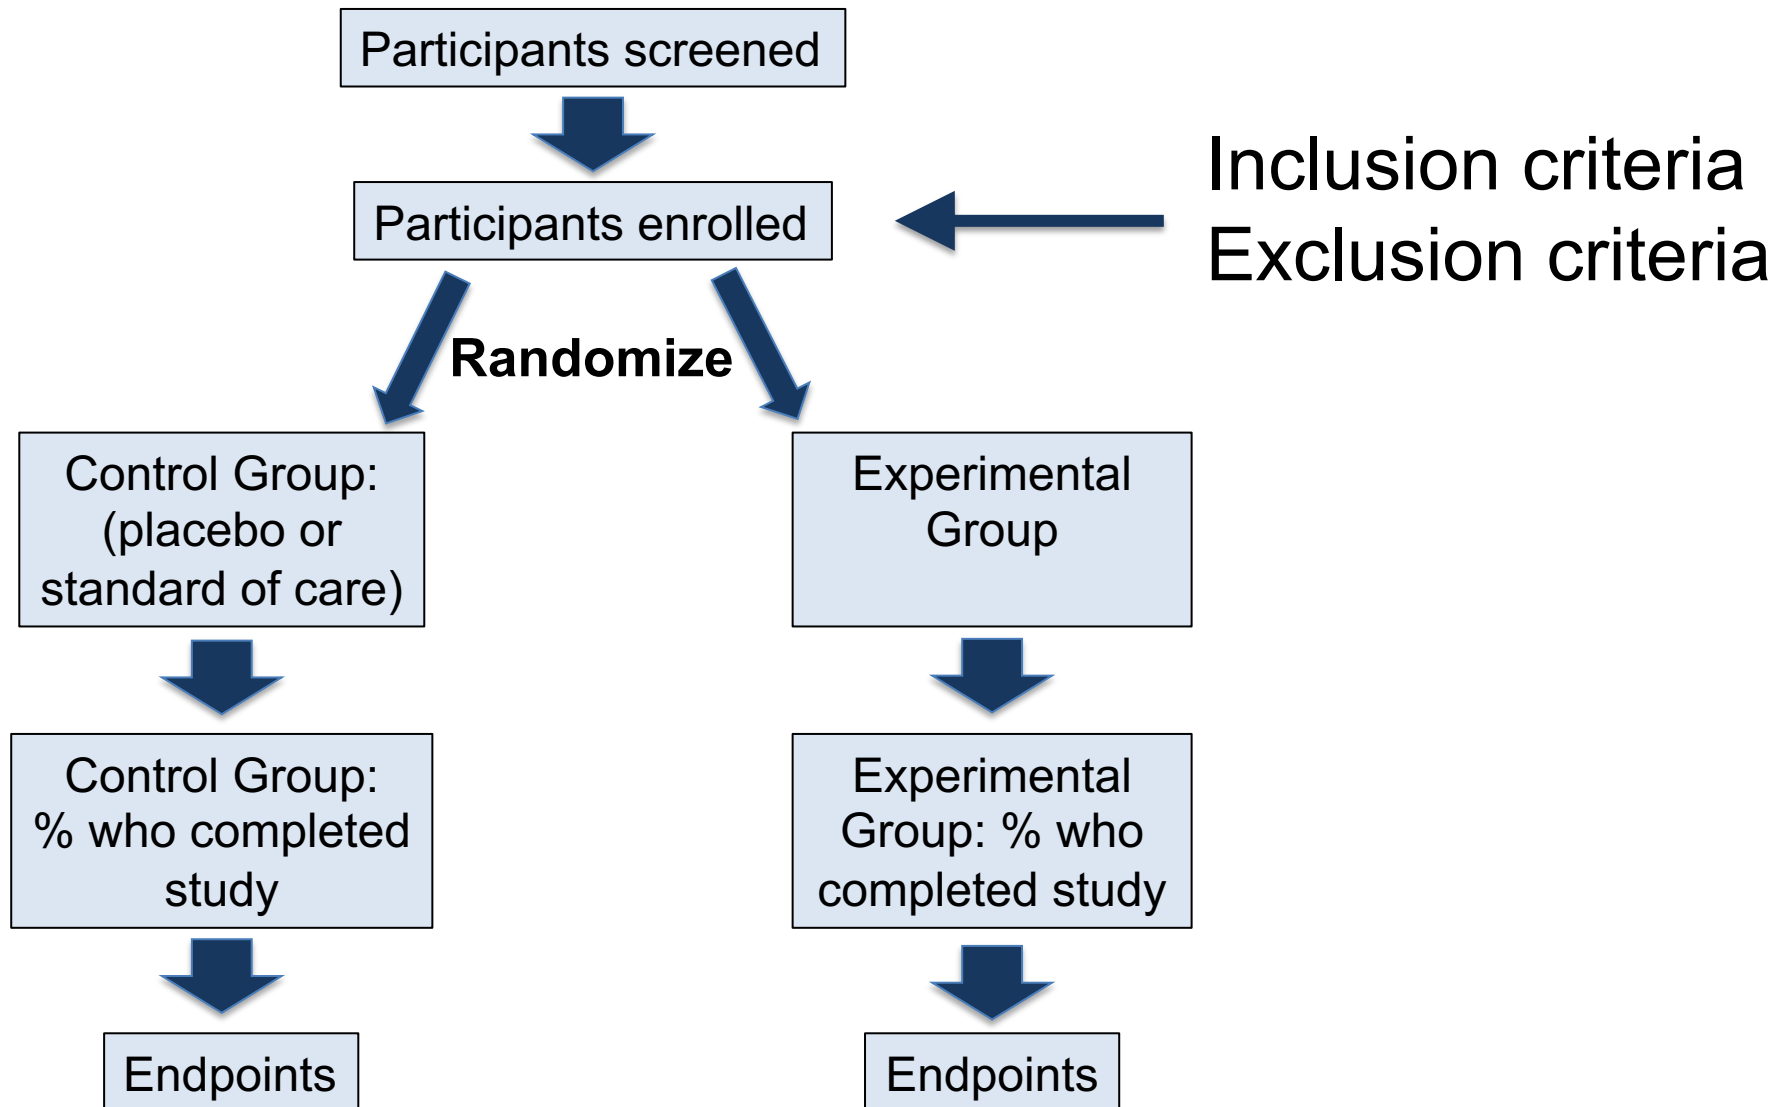 Participants screened
Participants enrolled
Inclusion criteria
Exclusion criteria
Randomize
Control Group:
(placebo or
standard of care)
Experimental
Group
Control Group:
% who completed
study
Experimental
Group: % who
completed study
Endpoints
Endpoints